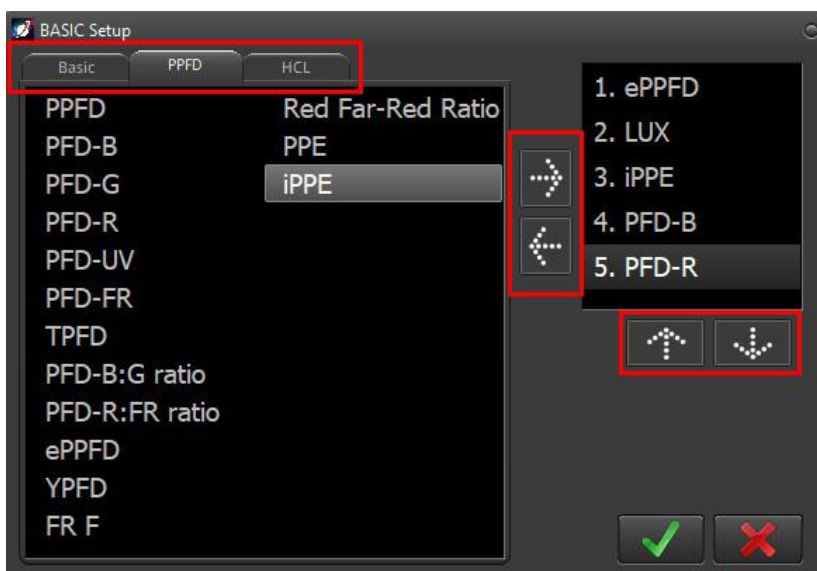 BASIC Setup
Basic
PPFD
HCL
PPFD
PFD-B
PFD-G
PFD-R
PFD-UV
PFD-FR
TPFD
PFD-B:G ratio
PFD-R:FR ratio
ePPFD
YPFD
FR F
Red Far-Red Ratio
PPE
iPPE
1. ePPFD
2. LUX
3. iPPE
4. PFD-B
5. PFD-R